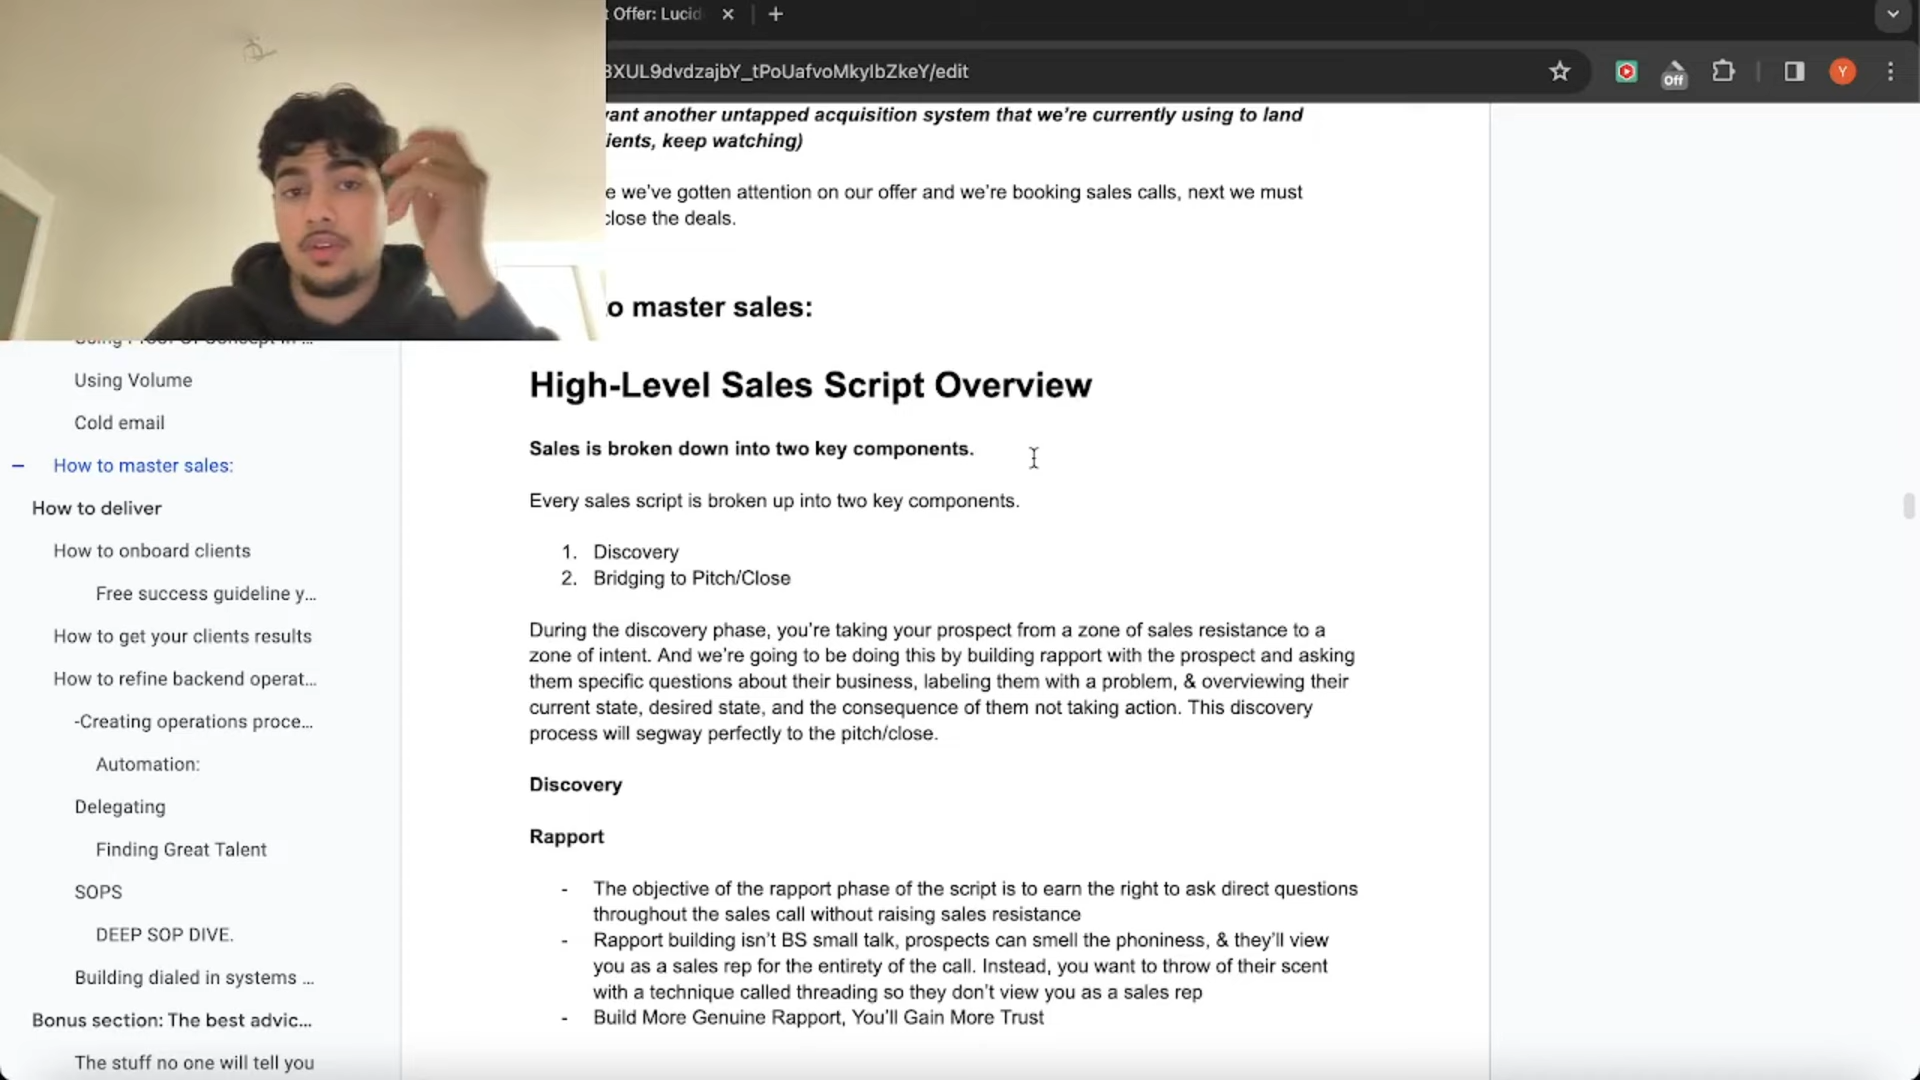 t Offer: Lucid
3XUL9dvdzajbY_tPoUafvoMkyIbZkeY/edit
Off
Y
ant another untapped acquisition system that we're currently using to land
ients, keep watching)
e we've gotten attention on our offer and we're booking sales calls, next we must
close the deals.
o master sales:
Using Volume
Cold email
How to master sales:
How to deliver
How to onboard clients
Free success guideline y...
How to get your clients results
How to refine backend operat...
-Creating operations proce...
Automation:
Delegating
Finding Great Talent
SOPS
DEEP SOP DIVE.
Building dialed in systems ...
Bonus section: The best advic...
The stuff no one will tell you
High-Level Sales Script Overview
Sales is broken down into two key components.
Every sales script is broken up into two key components.
1. Discovery
2. Bridging to Pitch/Close
During the discovery phase, you're taking your prospect from a zone of sales resistance to a
zone of intent. And we're going to be doing this by building rapport with the prospect and asking
them specific questions about their business, labeling them with a problem, & overviewing their
current state, desired state, and the consequence of them not taking action. This discovery
process will segway perfectly to the pitch/close.
Discovery
Rapport
- The objective of the rapport phase of the script is to earn the right to ask direct questions
throughout the sales call without raising sales resistance
- Rapport building isn't BS small talk, prospects can smell the phoniness, & they'll view
you as a sales rep for the entirety of the call. Instead, you want to throw of their scent
with a technique called threading so they don't view you as a sales rep
- Build More Genuine Rapport, You'll Gain More Trust